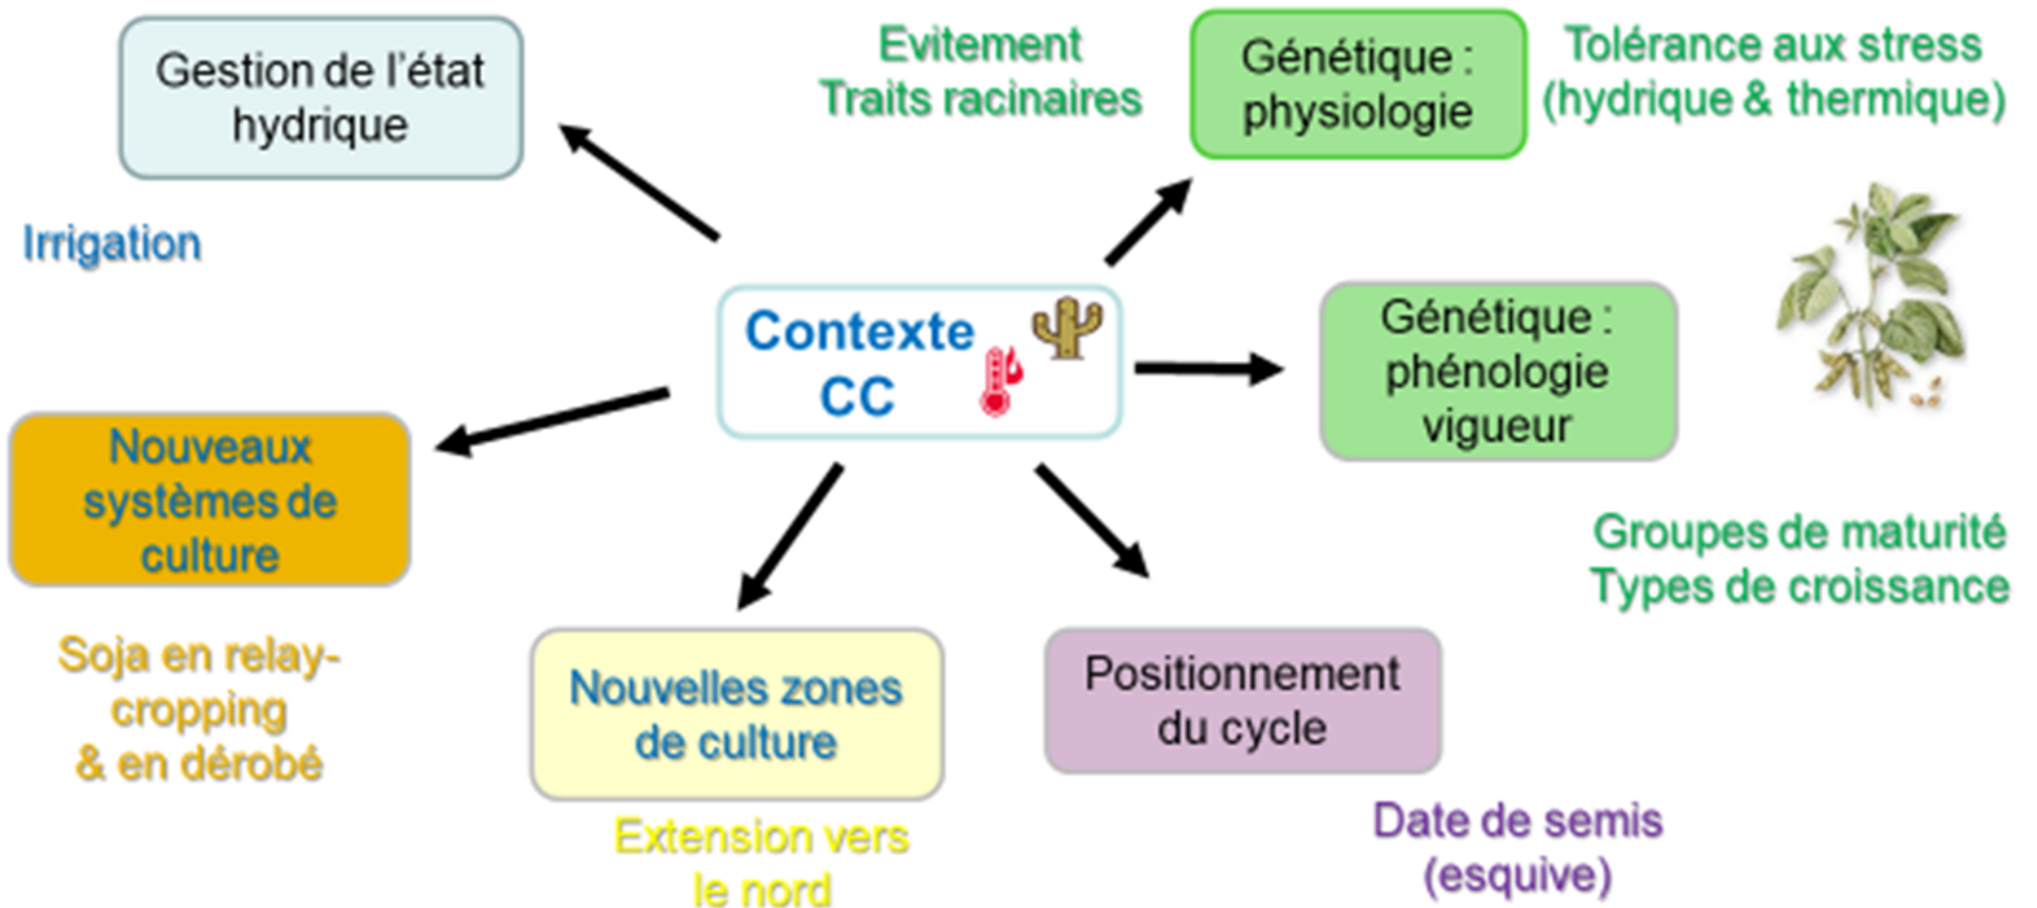 Gestion de l'état
hydrique
Irrigation
Evitement
Traits racinaires
Génétique :
physiologie
Tolérance aux stress
(hydrique & thermique)
Contexte
CC
Génétique :
phénologie
vigueur
Groupes de maturité
Types de croissance
Nouveaux
systèmes de
culture
Soja en relay-
cropping
& en dérobé
Nouvelles zones
de culture
Extension vers
le nord
Positionnement
du cycle
Date de semis
(esquive)